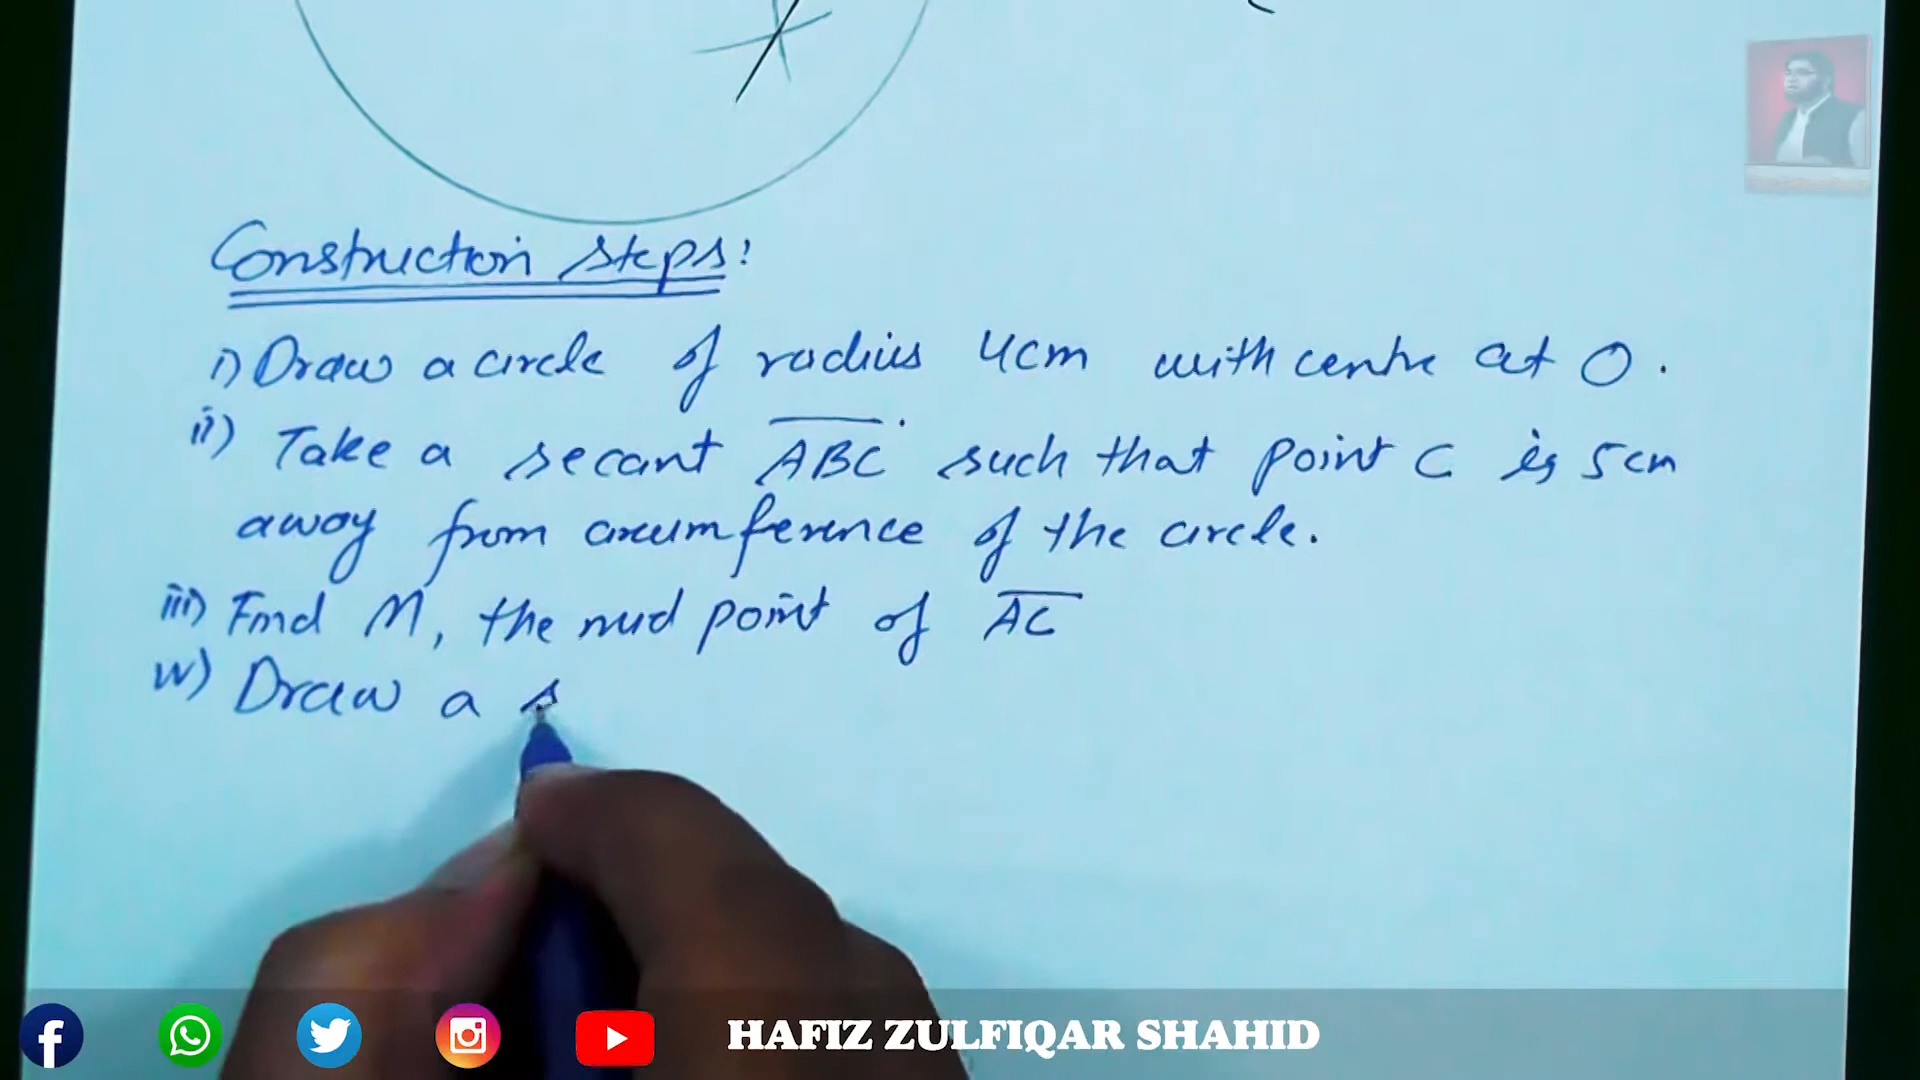 Construction steps:
i) Draw a circle of radius 4cm with centre at O.
ii) Take a secant ABC such that point C is 5cm
away from circumference of the circle.
iii) Find M, the mid point of AC
iv) Draw a s
HAFIZ ZULFIQAR SHAHID